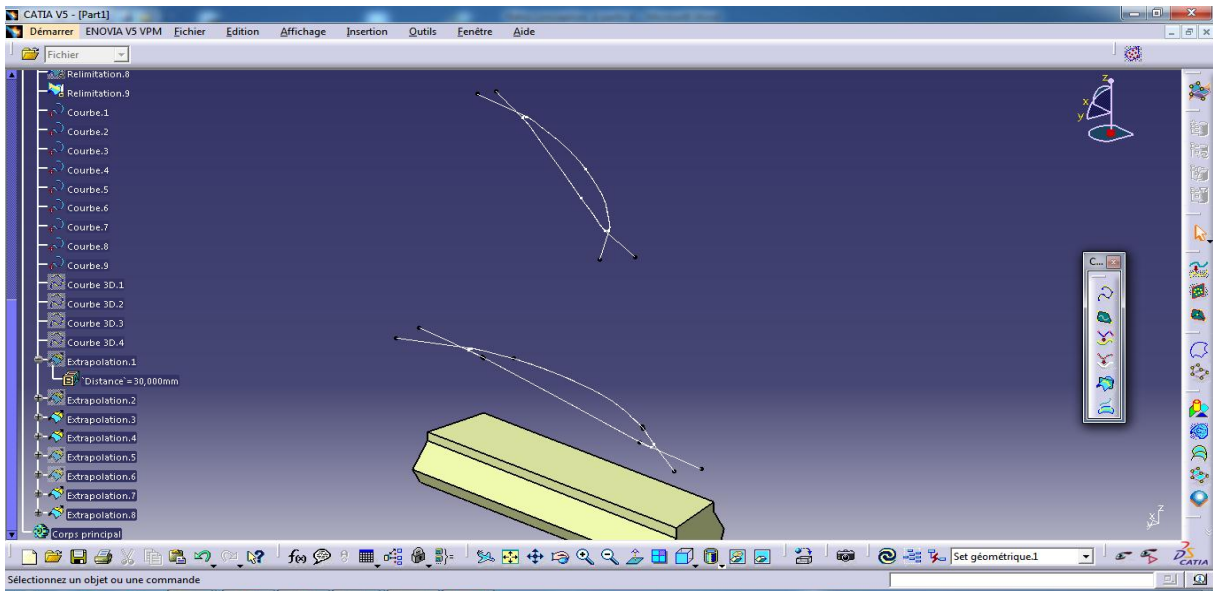 CATIA V5 - [Part1]
Démarrer ENOVIA V5 VPM Fichier Edition Affichage Insertion Outils Fenêtre Aide
Fichier
Relimitation.8
Relimitation.9
Courbe.1
Courbe.2
Courbe.3
Courbe.4
Courbe.5
Courbe.6
Courbe.7
Courbe.8
Courbe.9
Courbe 3D.1
Courbe 3D.2
Courbe 3D.3
Courbe 3D.4
Extrapolation.1
`Distance`=30,000mm
Extrapolation.2
Extrapolation.3
Extrapolation.4
Extrapolation.5
Extrapolation.6
Extrapolation.7
Extrapolation.8
Corps principal
z
x
y
C...
z
x
y
f(x)
Set géométrique.1
CATIA
Sélectionnez un objet ou une commande